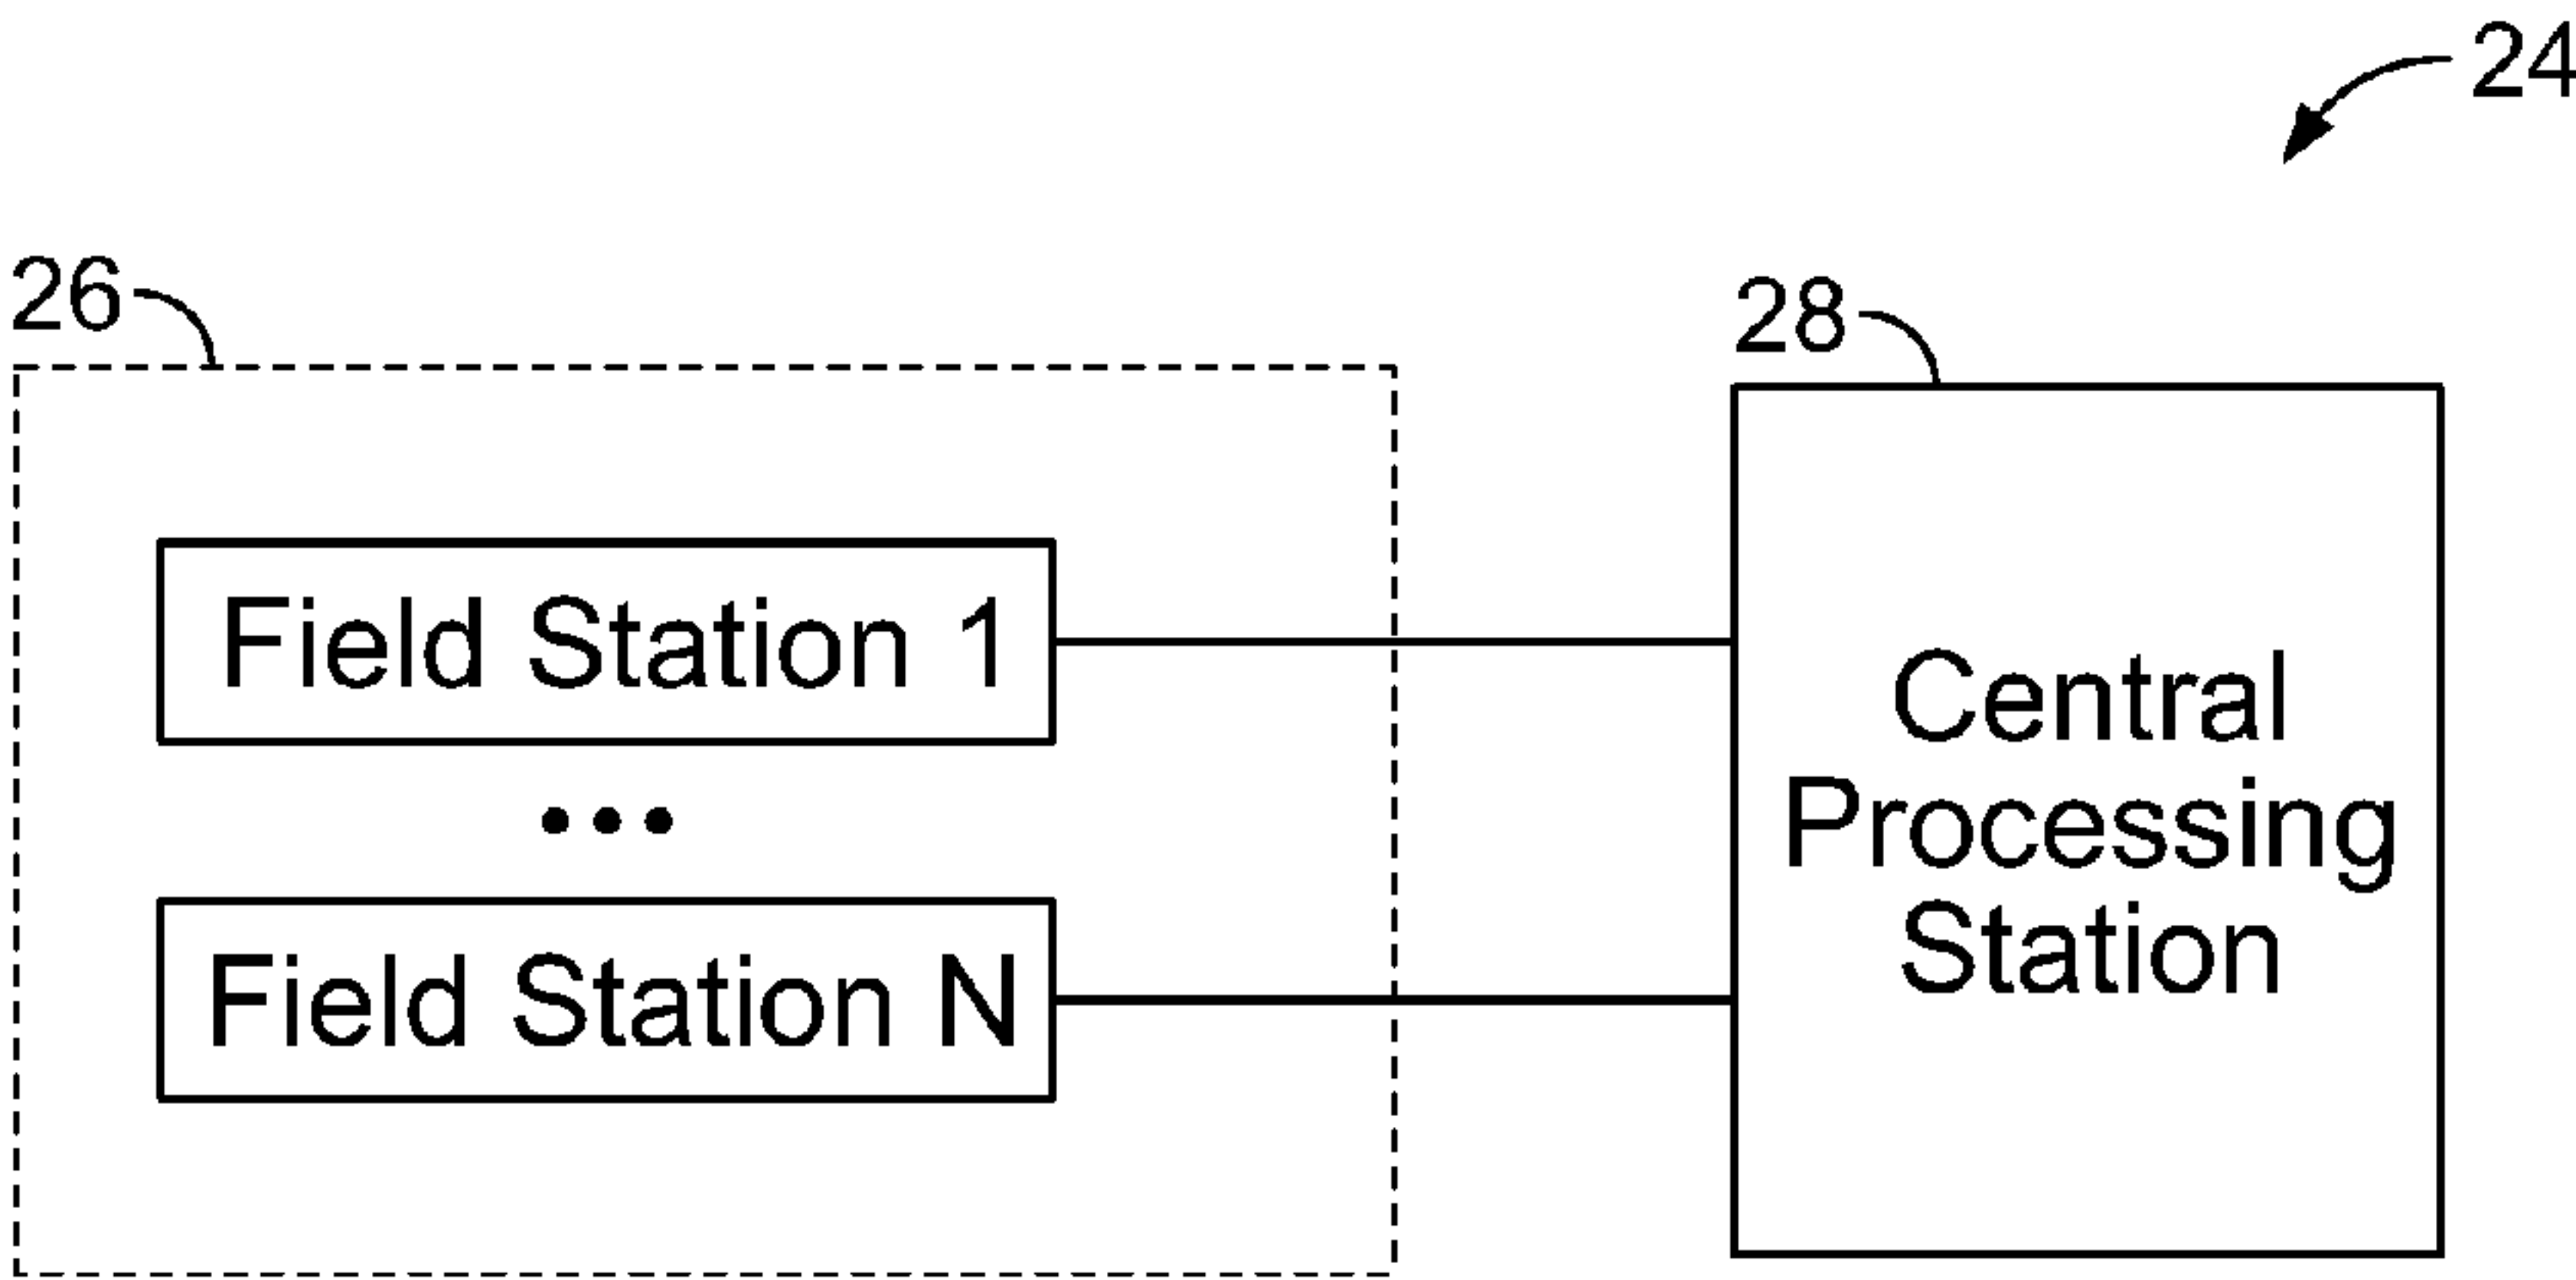 24
26
28
Field Station 1
Field Station N
Central
Processing
Station